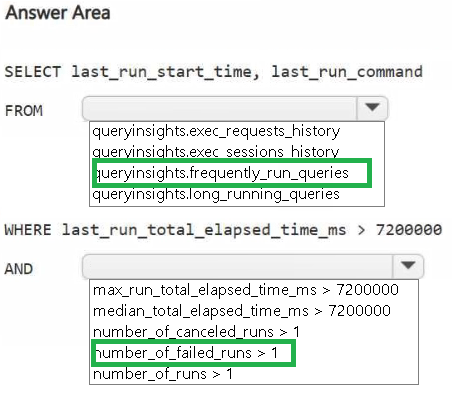 Answer Area
SELECT last_run_start_time, last_run_command
FROM
queryinsights.exec_requests_history
queryinsights.exec_sessions_history
queryinsights.frequently_run_queries
queryinsights.long_running_queries
WHERE last_run_total_elapsed_time_ms > 7200000
AND
max_run_total_elapsed_time_ms > 7200000
median_total_elapsed_time_ms > 7200000
number_of_canceled_runs > 1
number_of_failed_runs > 1
number_of_runs > 1